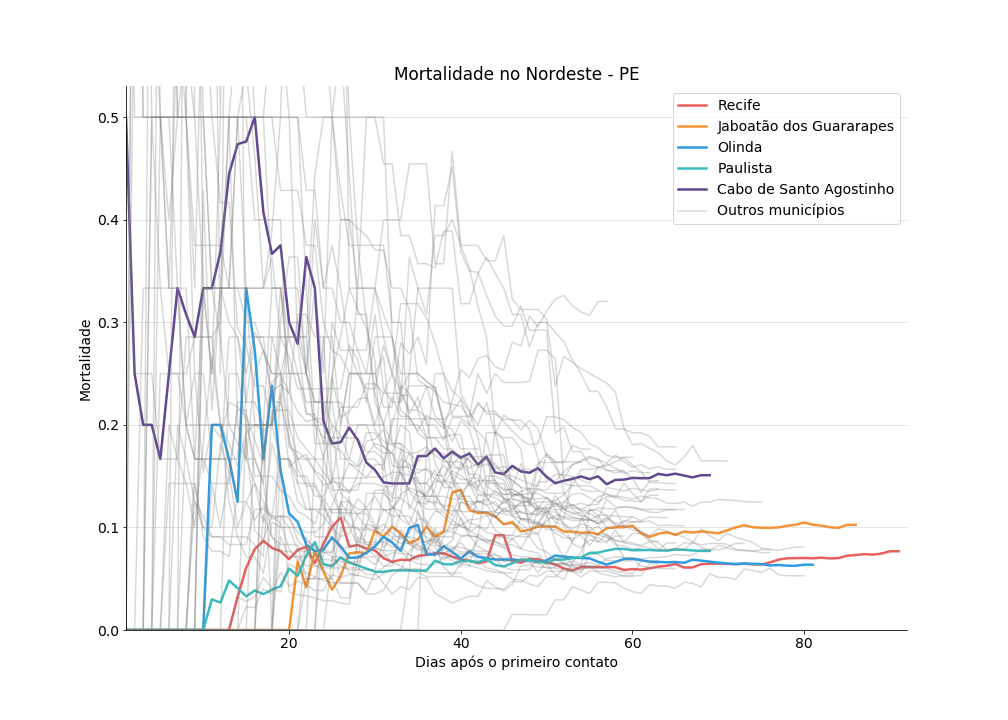 Mortalidade no Nordeste - PE
Recife
Jaboatão dos Guararapes
Olinda
Paulista
Cabo de Santo Agostinho
Outros municípios
Mortalidade
0.5
0.4
0.3
0.2
0.1
0.0
20
40
60
80
Dias após o primeiro contato